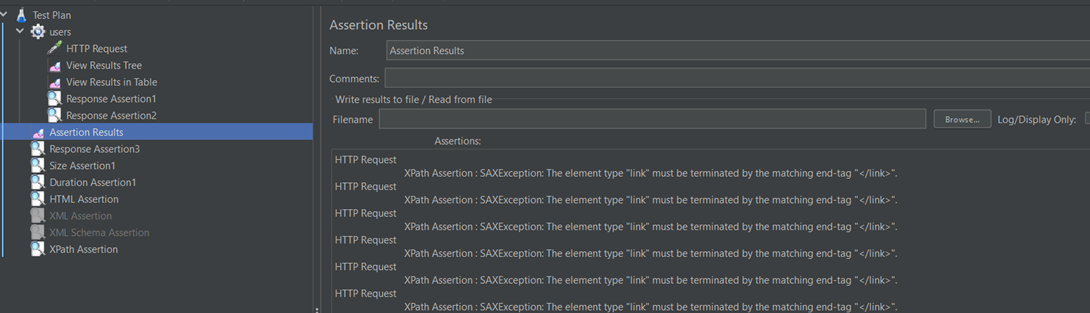 Test Plan
users
HTTP Request
View Results Tree
View Results in Table
Response Assertion1
Response Assertion2
Assertion Results
Response Assertion3
Size Assertion1
Duration Assertion1
HTML Assertion
XML Assertion
XML Schema Assertion
XPath Assertion
Assertion Results
Name: Assertion Results
Comments:
Write results to file / Read from file
Filename Browse... Log/Display Only:
Assertions:
HTTP Request
XPath Assertion : SAXException: The element type "link" must be terminated by the matching end-tag "</link>".
HTTP Request
XPath Assertion : SAXException: The element type "link" must be terminated by the matching end-tag "</link>".
HTTP Request
XPath Assertion : SAXException: The element type "link" must be terminated by the matching end-tag "</link>".
HTTP Request
XPath Assertion : SAXException: The element type "link" must be terminated by the matching end-tag "</link>".
HTTP Request
XPath Assertion : SAXException: The element type "link" must be terminated by the matching end-tag "</link>".
HTTP Request
XPath Assertion : SAXException: The element type "link" must be terminated by the matching end-tag "</link>".